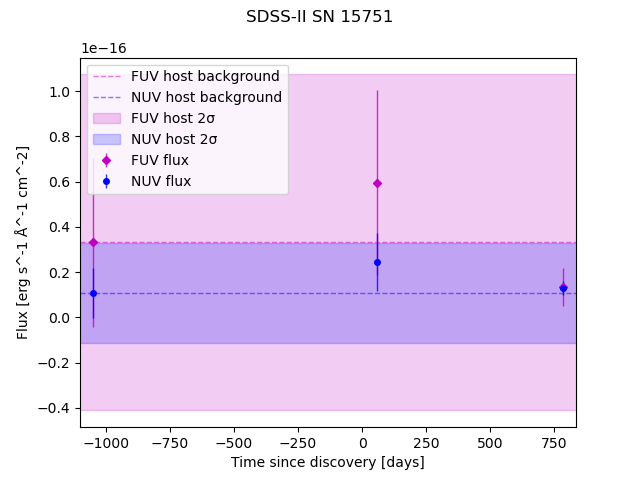 SDSS-II SN 15751
1e−16
FUV host background
NUV host background
FUV host 2σ
NUV host 2σ
FUV flux
NUV flux
1.0
0.8
0.6
0.4
0.2
0.0
−0.2
−0.4
Flux [erg s^-1 Å^-1 cm^-2]
−1000
−750
−500
−250
0
250
500
750
Time since discovery [days]